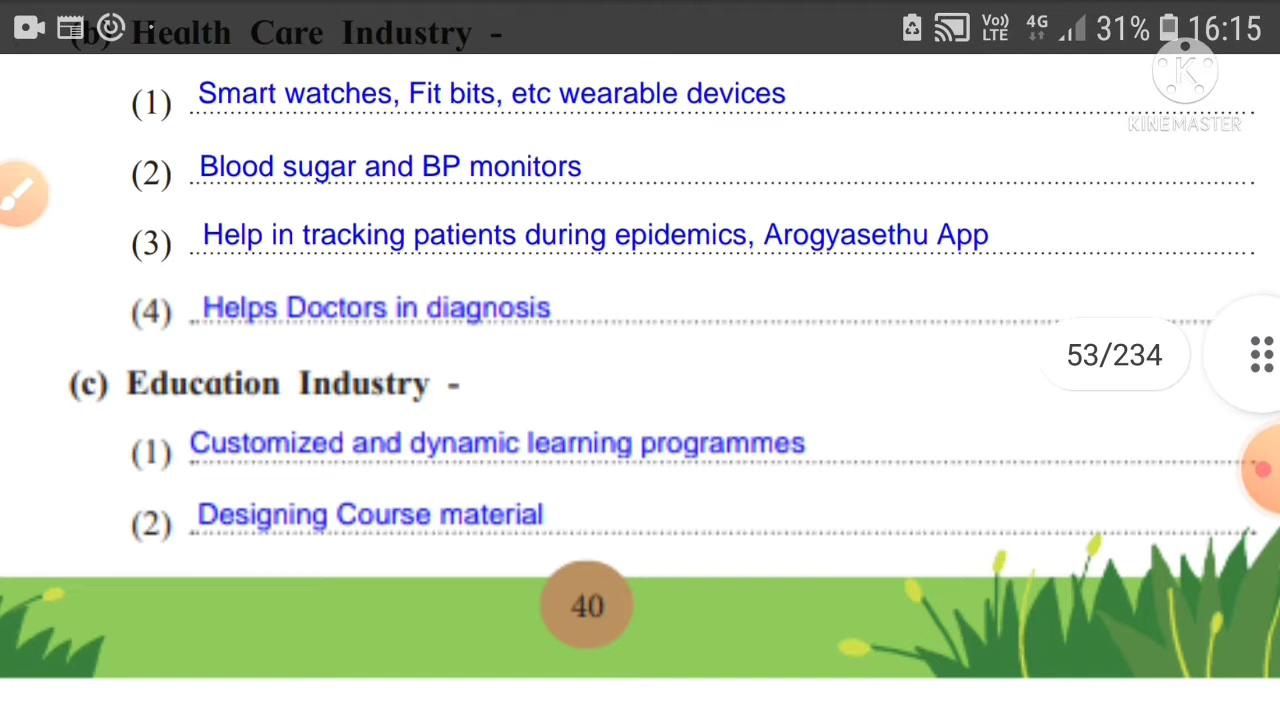 (b) Health Care Industry -
Vo)) LTE 4G 31% 16:15
K
KINEMASTER
(1) Smart watches, Fit bits, etc wearable devices
(2) Blood sugar and BP monitors
(3) Help in tracking patients during epidemics, Arogyasethu App
(4) Helps Doctors in diagnosis
53/234
(c) Education Industry -
(1) Customized and dynamic learning programmes
(2) Designing Course material
40